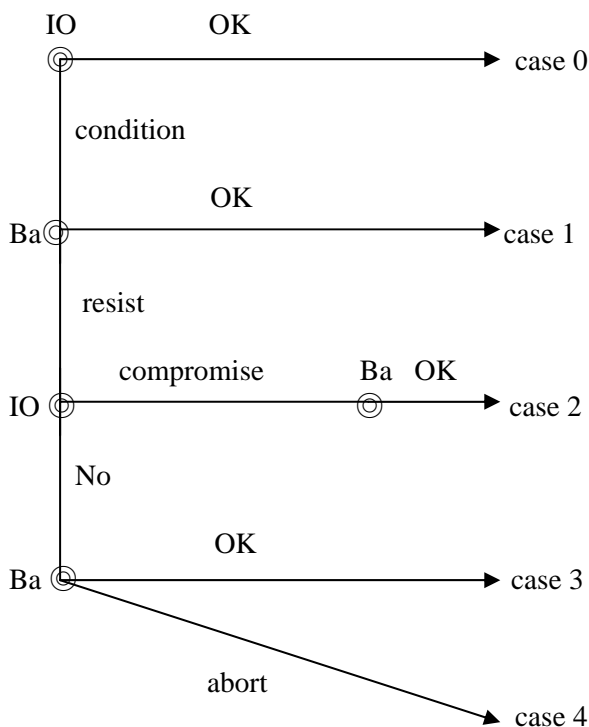 IO OK
case 0
condition
OK
Ba case 1
resist
compromise Ba OK
IO case 2
No
OK
Ba case 3
abort
case 4